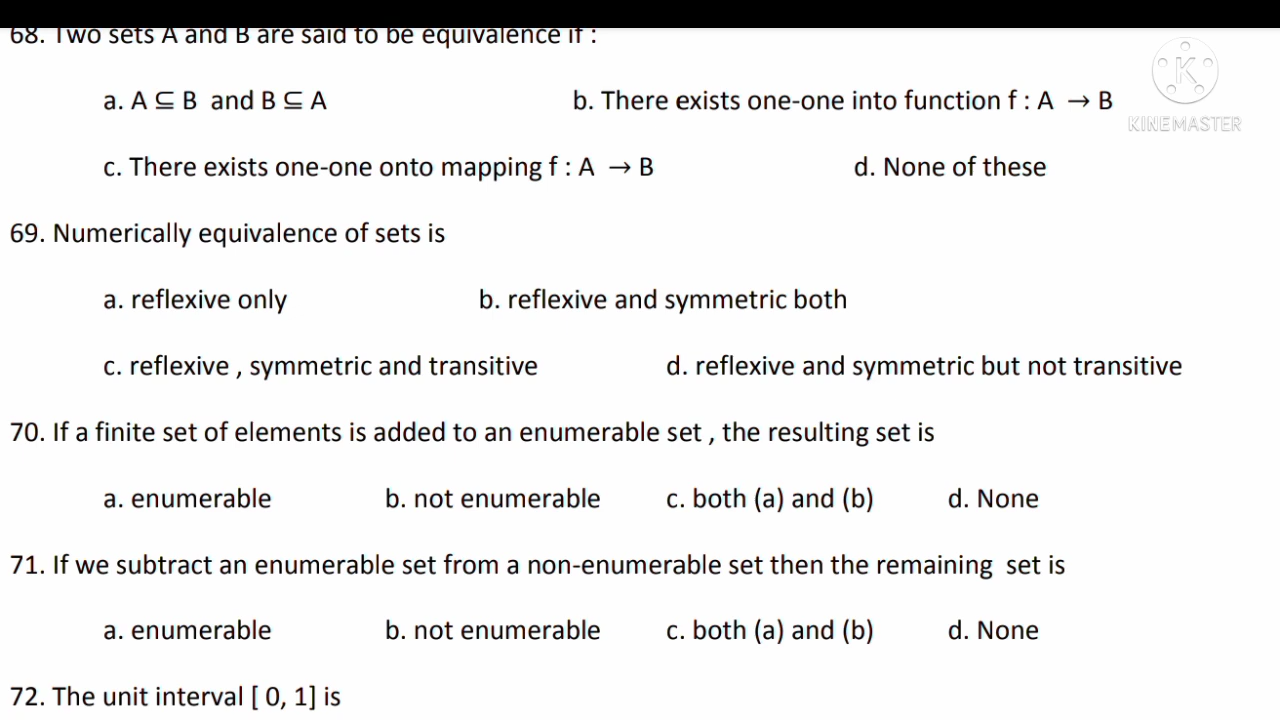 68. Two sets A and B are said to be equivalence if :
a. A ⊆ B and B ⊆ A b. There exists one-one into function f : A → B
KINEMASTER
c. There exists one-one onto mapping f : A → B d. None of these
69. Numerically equivalence of sets is
a. reflexive only b. reflexive and symmetric both
c. reflexive , symmetric and transitive d. reflexive and symmetric but not transitive
70. If a finite set of elements is added to an enumerable set , the resulting set is
a. enumerable b. not enumerable c. both (a) and (b) d. None
71. If we subtract an enumerable set from a non-enumerable set then the remaining set is
a. enumerable b. not enumerable c. both (a) and (b) d. None
72. The unit interval [ 0, 1] is